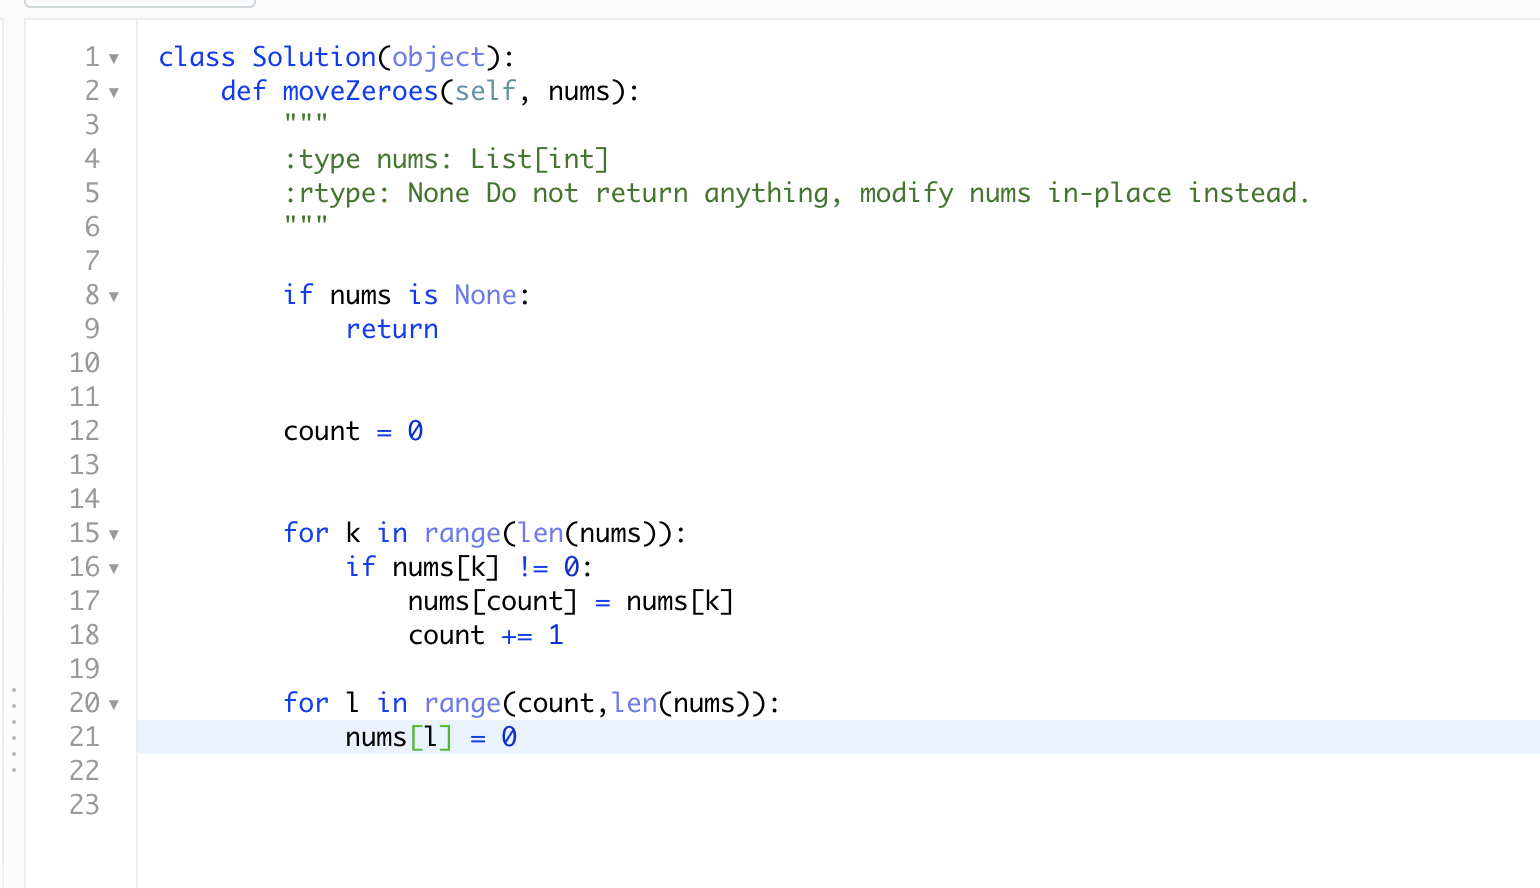 1 class Solution(object):
2     def moveZeroes(self, nums):
3         """
4         :type nums: List[int]
5         :rtype: None Do not return anything, modify nums in-place instead.
6         """
7
8         if nums is None:
9             return
10
11
12         count = 0
13
14
15         for k in range(len(nums)):
16             if nums[k] != 0:
17                 nums[count] = nums[k]
18                 count += 1
19
20         for l in range(count,len(nums)):
21             nums[l] = 0
22
23